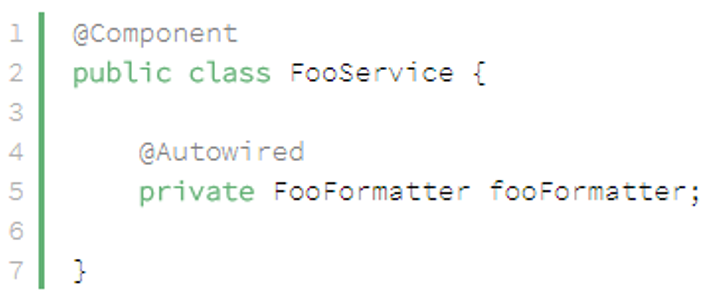 1 @Component
2 public class FooService {
3
4 @Autowired
5 private FooFormatter fooFormatter;
6
7 }